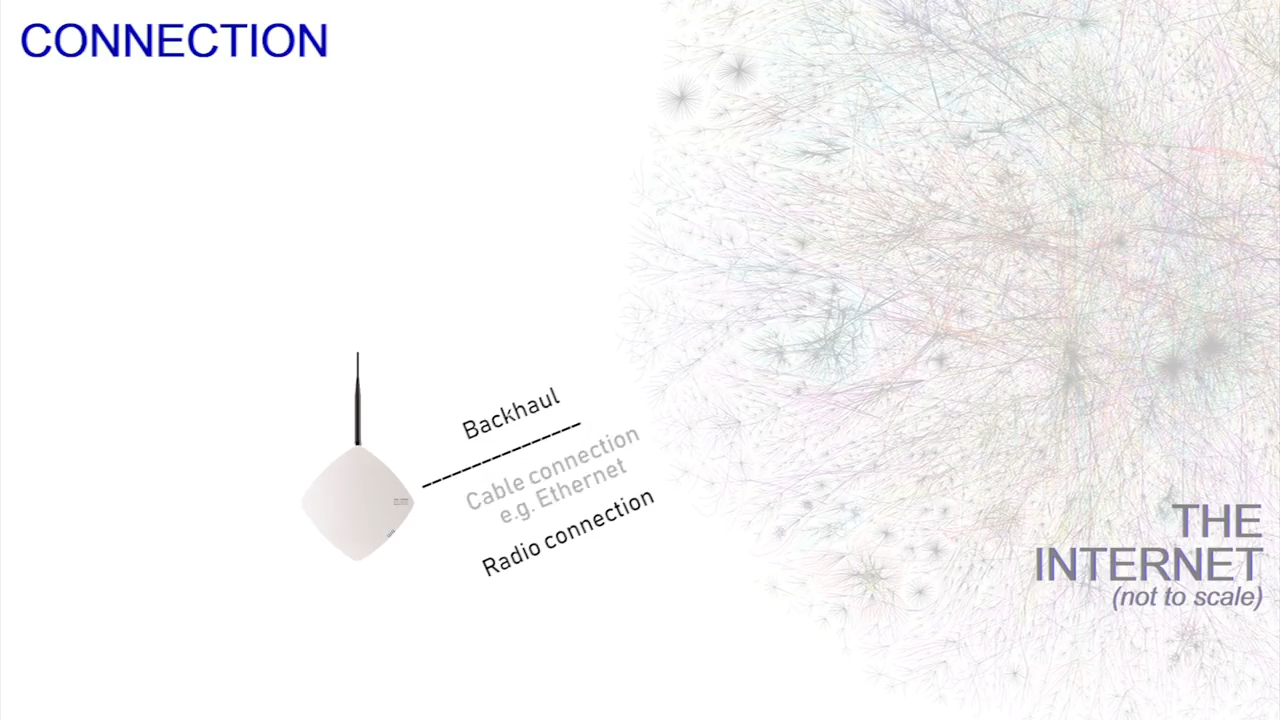 CONNECTION
Backhaul
Cable connection
e.g. Ethernet
Radio connection
THE
INTERNET
(not to scale)